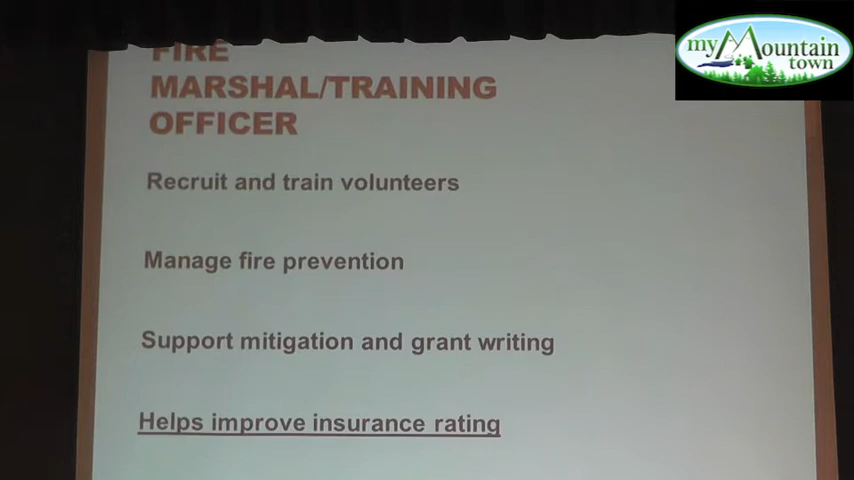 my Mountain
town
FIRE
MARSHAL/TRAINING
OFFICER
Recruit and train volunteers
Manage fire prevention
Support mitigation and grant writing
Helps improve insurance rating